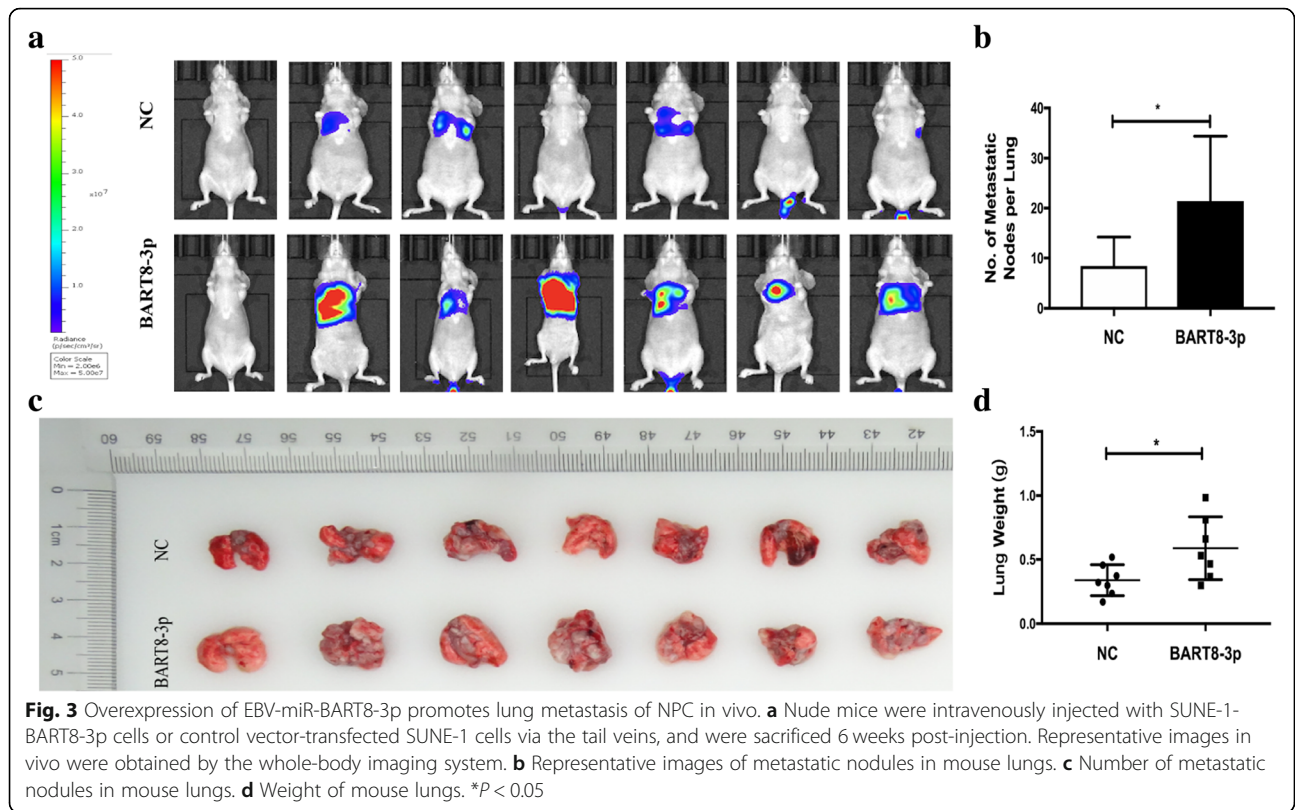 a
5.0
4.0
3.0
×10⁷
2.0
1.0
Radiance
(p/sec/cm²/sr)
Color Scale
Min = 2.00e6
Max = 5.00e7
NC
BART8-3p
b
40
30
20
10
0
No. of Metastatic
Nodes per Lung
*
NC
BART8-3p
c
60 59 58 57 56 55 54 53 52 51 50 49 48 47 46 45 44 43 42
0
1cm
2
3
4
5
NC
BART8-3p
d
1.5
1.0
0.5
0.0
Lung Weight (g)
*
NC
BART8-3p
Fig. 3 Overexpression of EBV-miR-BART8-3p promotes lung metastasis of NPC in vivo. a Nude mice were intravenously injected with SUNE-1-
BART8-3p cells or control vector-transfected SUNE-1 cells via the tail veins, and were sacrificed 6 weeks post-injection. Representative images in
vivo were obtained by the whole-body imaging system. b Representative images of metastatic nodules in mouse lungs. c Number of metastatic
nodules in mouse lungs. d Weight of mouse lungs. *P < 0.05